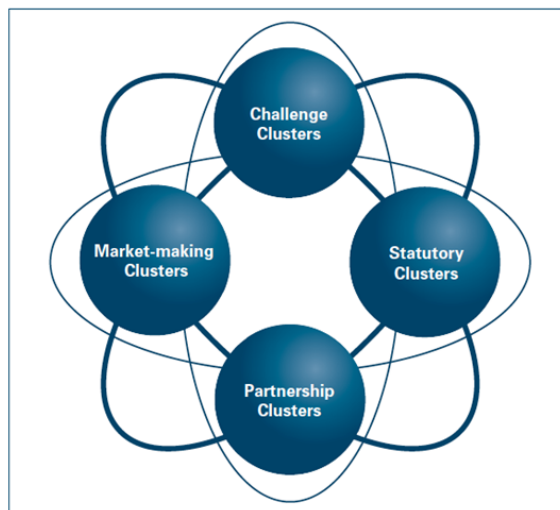 Challenge
Clusters
Market-making
Clusters
Statutory
Clusters
Partnership
Clusters